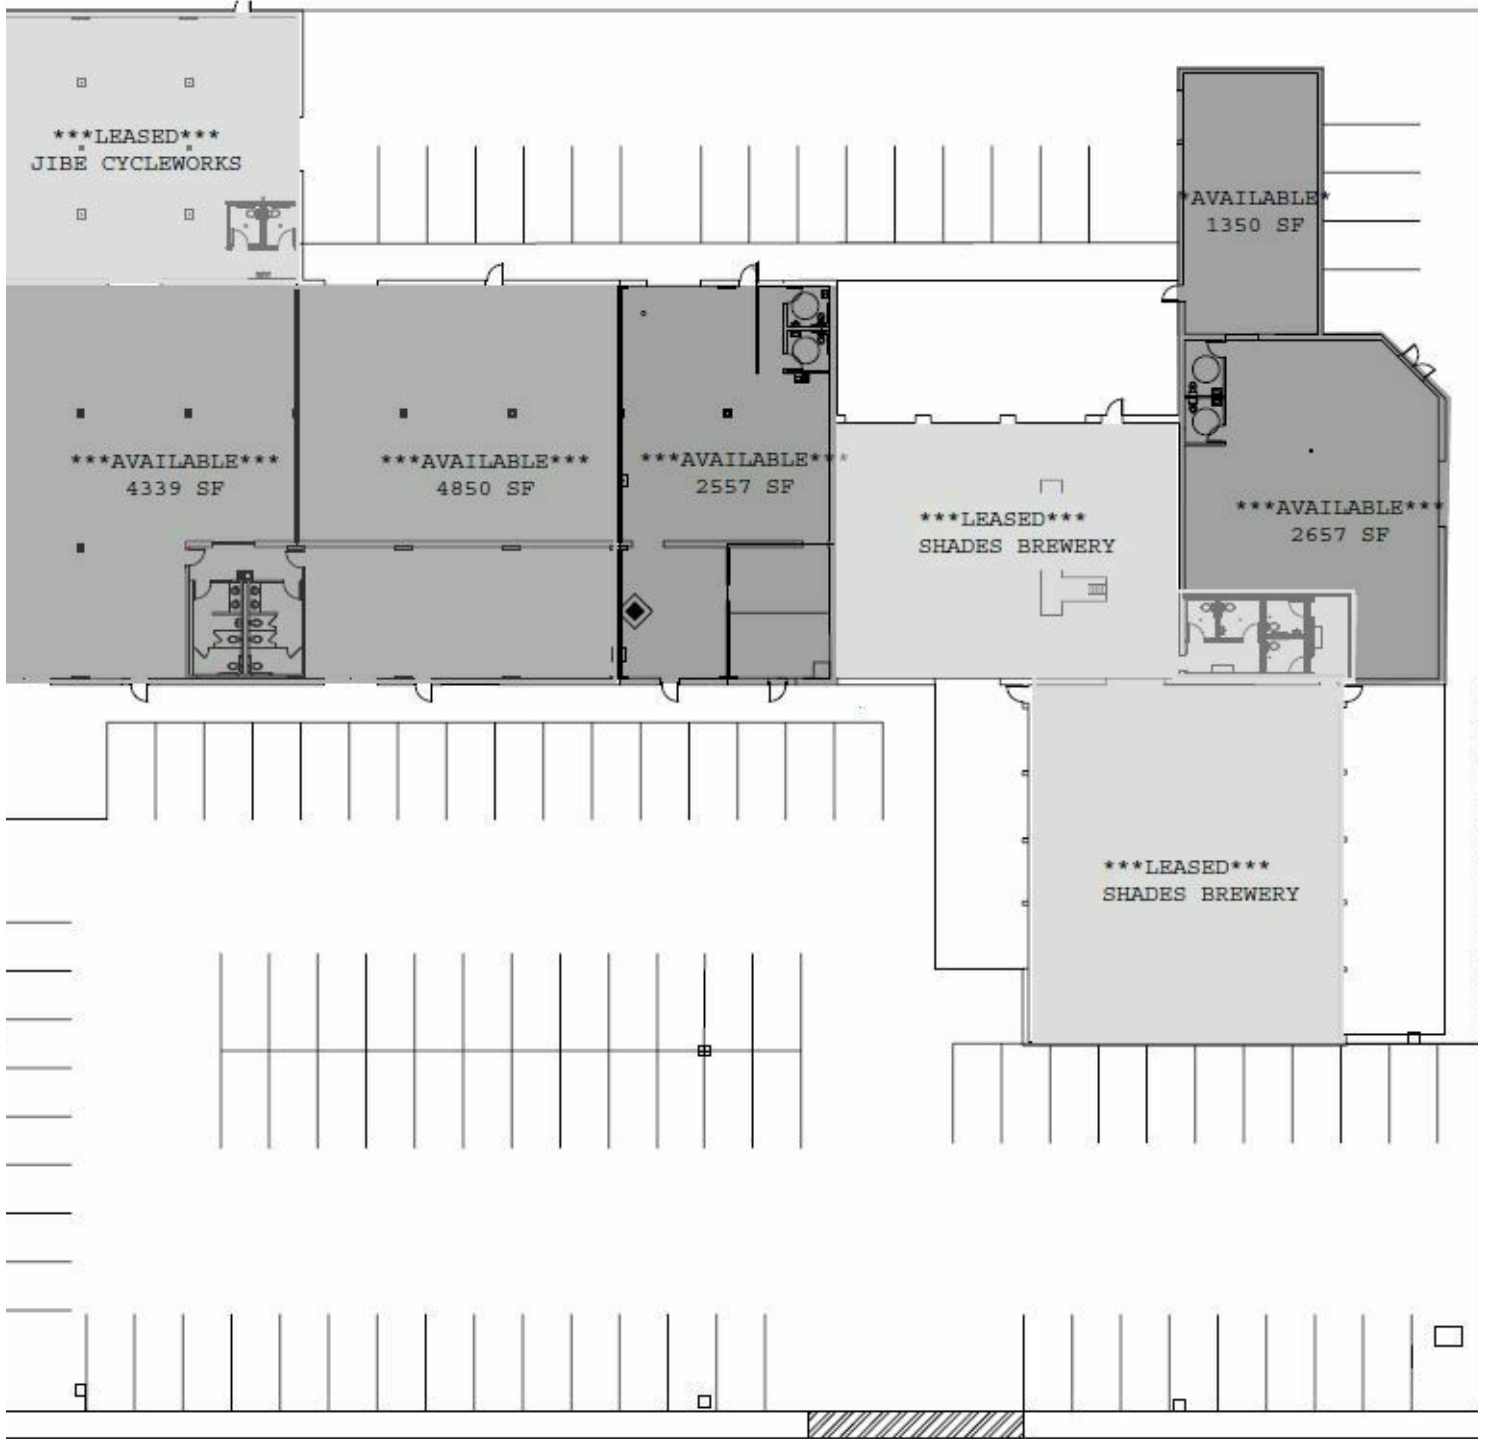 ***LEASED***
JIBE CYCLEWORKS
*AVAILABLE*
1350 SF
***AVAILABLE***
4339 SF
***AVAILABLE***
4850 SF
***AVAILABLE***
2557 SF
***LEASED***
SHADES BREWERY
***AVAILABLE***
2657 SF
***LEASED***
SHADES BREWERY